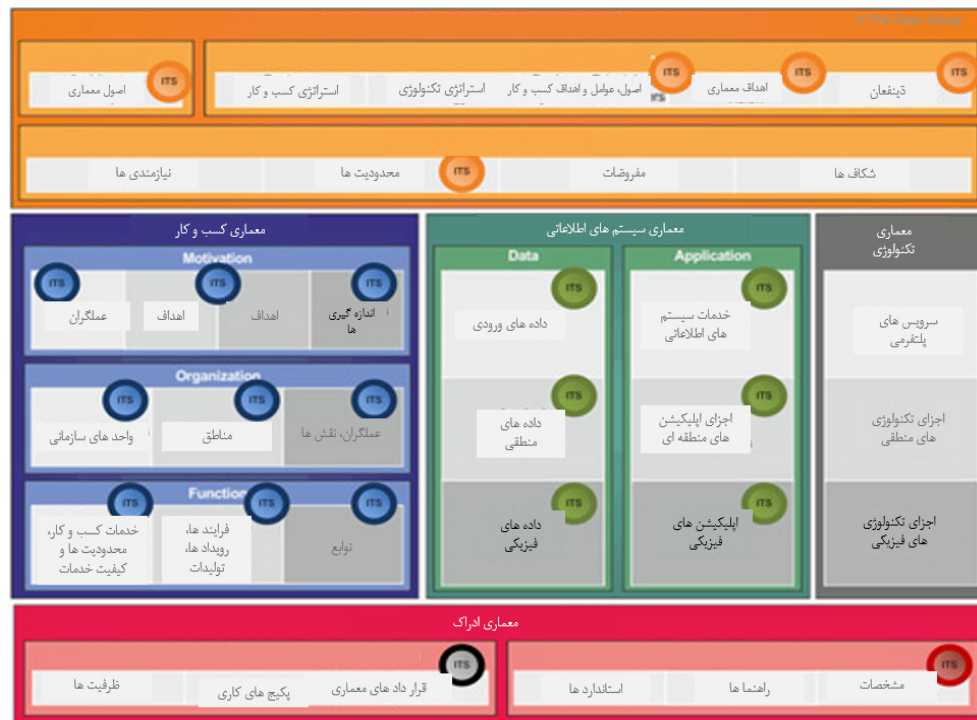 © The Open Group
ITS
اصول معماری
ITS
ITS
ITS
استراتژی کسب و کار
استراتژی تکنولوژی
اصول، عوامل و اهداف کسب و کار
اهداف معماری
ذینفعان
نیازمندی ها
محدودیت ها
ITS
مفروضات
شکاف ها
معماری کسب و کار
Motivation
ITS
ITS
ITS
عملگران
اهداف
اهداف
اندازه گیری
ها
Organization
ITS
ITS
ITS
واحد های سازمانی
مناطق
عملگران، نقش ها
Function
ITS
ITS
ITS
خدمات کسب و کار،
محدودیت ها و
کیفیت خدمات
فرایند ها،
رویداد ها،
تولیدات
توابع
معماری سیستم های اطلاعاتی
Data
ITS
داده های ورودی
ITS
داده های
منطقی
ITS
داده های
فیزیکی
Application
ITS
خدمات سیستم
های اطلاعاتی
ITS
اجزای اپلیکیشن
های منطقه ای
ITS
اپلیکیشن های
فیزیکی
معماری
تکنولوژی
سرویس های
پلتفرمی
اجزای تکنولوژی
های منطقی
اجزای تکنولوژی
های فیزیکی
معماری ادراک
ITS
ظرفیت ها
پکیج های کاری
قرار داد های معماری
ITS
استاندارد ها
راهنما ها
مشخصات